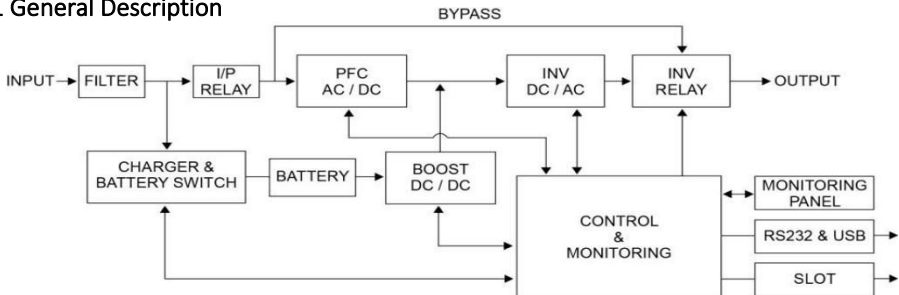 General Description
BYPASS
INPUT
FILTER
I/P
RELAY
PFC
AC / DC
INV
DC / AC
INV
RELAY
OUTPUT
CHARGER &
BATTERY SWITCH
BATTERY
BOOST
DC / DC
CONTROL
&
MONITORING
MONITORING
PANEL
RS232 & USB
SLOT